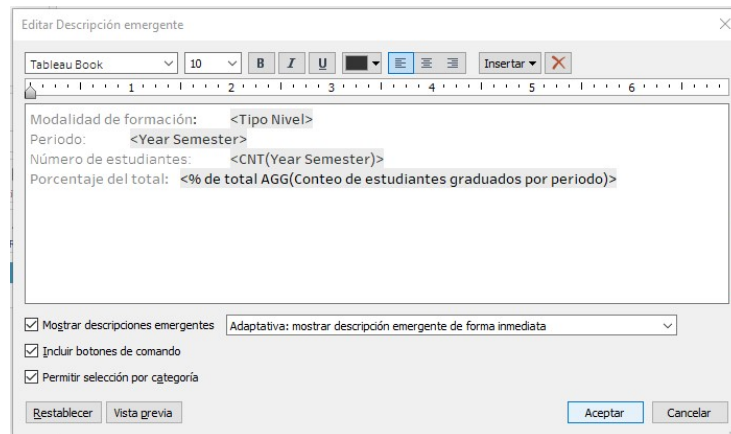 Editar Descripción emergente
Tableau Book 10 B I U Insertar
1 2 3 4 5 6
Modalidad de formación: <Tipo Nivel>
Periodo: <Year Semester>
Número de estudiantes: <CNT(Year Semester)>
Porcentaje del total: <% de total AGG(Conteo de estudiantes graduados por periodo)>
Mostrar descripciones emergentes Adaptativa: mostrar descripción emergente de forma inmediata
Incluir botones de comando
Permitir selección por categoría
Restablecer Vista previa Aceptar Cancelar